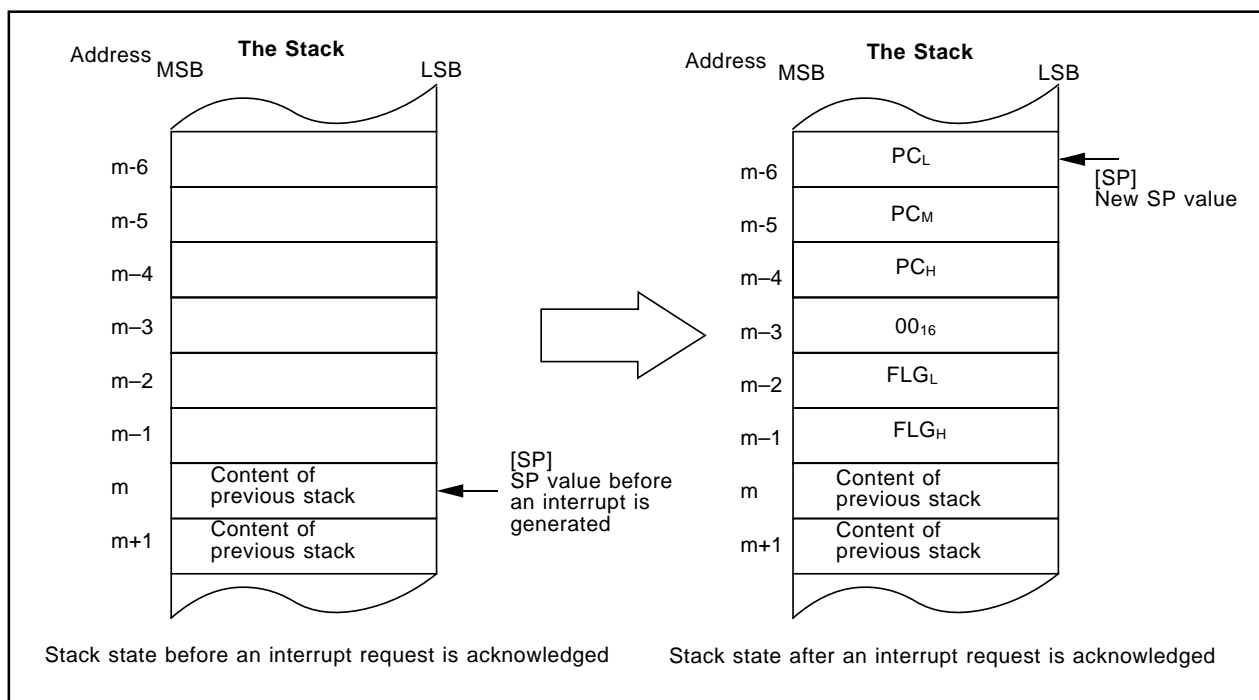 The Stack
Address
MSB
LSB
m-6
m-5
m–4
m–3
m–2
m–1
m
Content of
previous stack
m+1
Content of
previous stack
[SP]
SP value before
an interrupt is
generated
Stack state before an interrupt request is acknowledged
The Stack
Address
MSB
LSB
m-6
PCL
[SP]
New SP value
m-5
PCM
m–4
PCH
m–3
0016
m–2
FLGL
m–1
FLGH
m
Content of
previous stack
m+1
Content of
previous stack
Stack state after an interrupt request is acknowledged